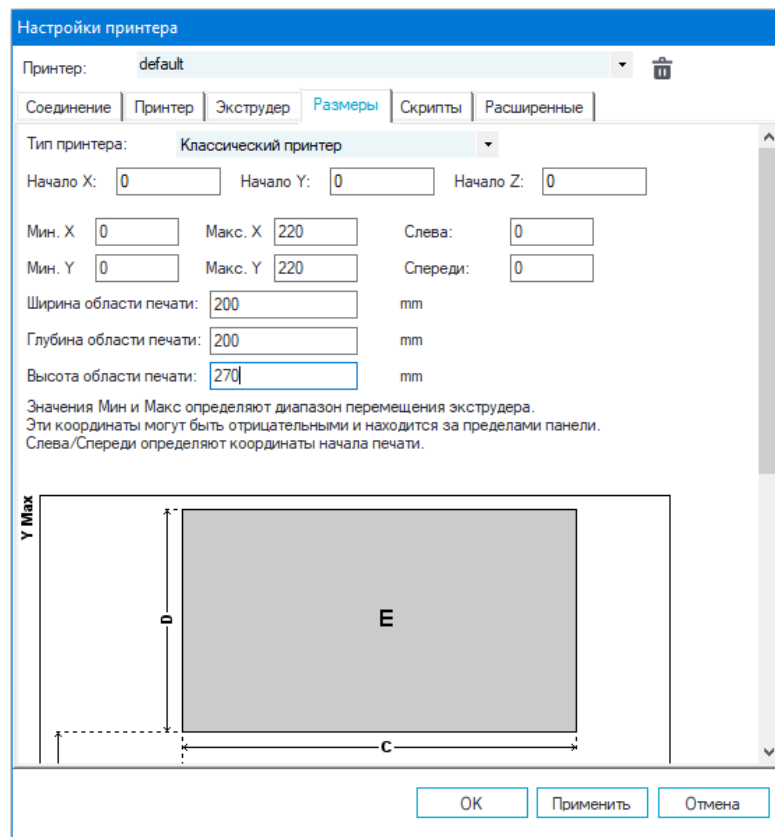 Настройки принтера
Принтер: default
Соединение Принтер Экструдер Размеры Скрипты Расширенные
Тип принтера: Классический принтер
Начало X: 0 Начало Y: 0 Начало Z: 0
Мин. X 0 Макс. X 220 Слева: 0
Мин. Y 0 Макс. Y 220 Спереди: 0
Ширина области печати: 200 mm
Глубина области печати: 200 mm
Высота области печати: 270 mm
Значения Мин и Макс определяют диапазон перемещения экструдера.
Эти координаты могут быть отрицательными и находится за пределами панели.
Слева/Спереди определяют координаты начала печати.
Y Max
D
E
C
OK Применить Отмена